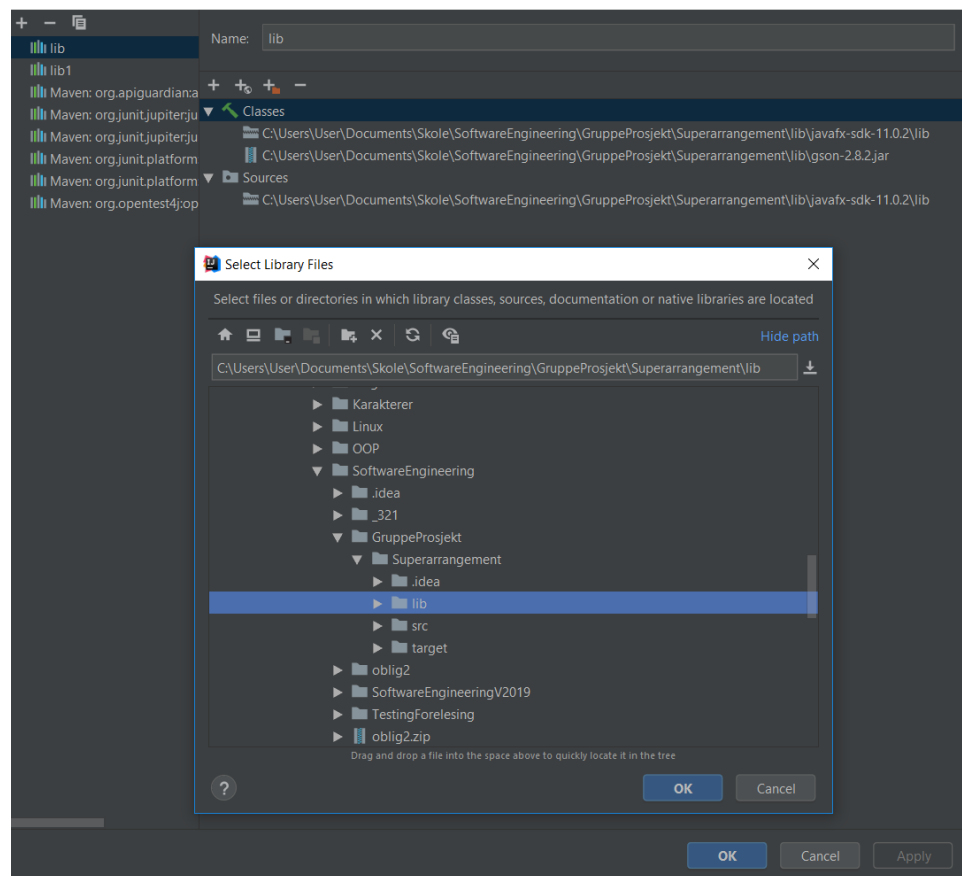 Name: lib
lib
lib1
Maven: org.apiguardian:a
Maven: org.junit.jupiter:ju
Maven: org.junit.jupiter:ju
Maven: org.junit.platform
Maven: org.junit.platform
Maven: org.opentest4j:op
Classes
C:\Users\User\Documents\Skole\SoftwareEngineering\GruppeProsjekt\Superarrangement\lib\javafx-sdk-11.0.2\lib
C:\Users\User\Documents\Skole\SoftwareEngineering\GruppeProsjekt\Superarrangement\lib\gson-2.8.2.jar
Sources
C:\Users\User\Documents\Skole\SoftwareEngineering\GruppeProsjekt\Superarrangement\lib\javafx-sdk-11.0.2\lib
Select Library Files
Select files or directories in which library classes, sources, documentation or native libraries are located
Hide path
C:\Users\User\Documents\Skole\SoftwareEngineering\GruppeProsjekt\Superarrangement\lib
Karakterer
Linux
OOP
SoftwareEngineering
.idea
_321
GruppeProsjekt
Superarrangement
.idea
lib
src
target
oblig2
SoftwareEngineeringV2019
TestingForelesing
oblig2.zip
Drag and drop a file into the space above to quickly locate it in the tree
? OK Cancel
OK Cancel Apply